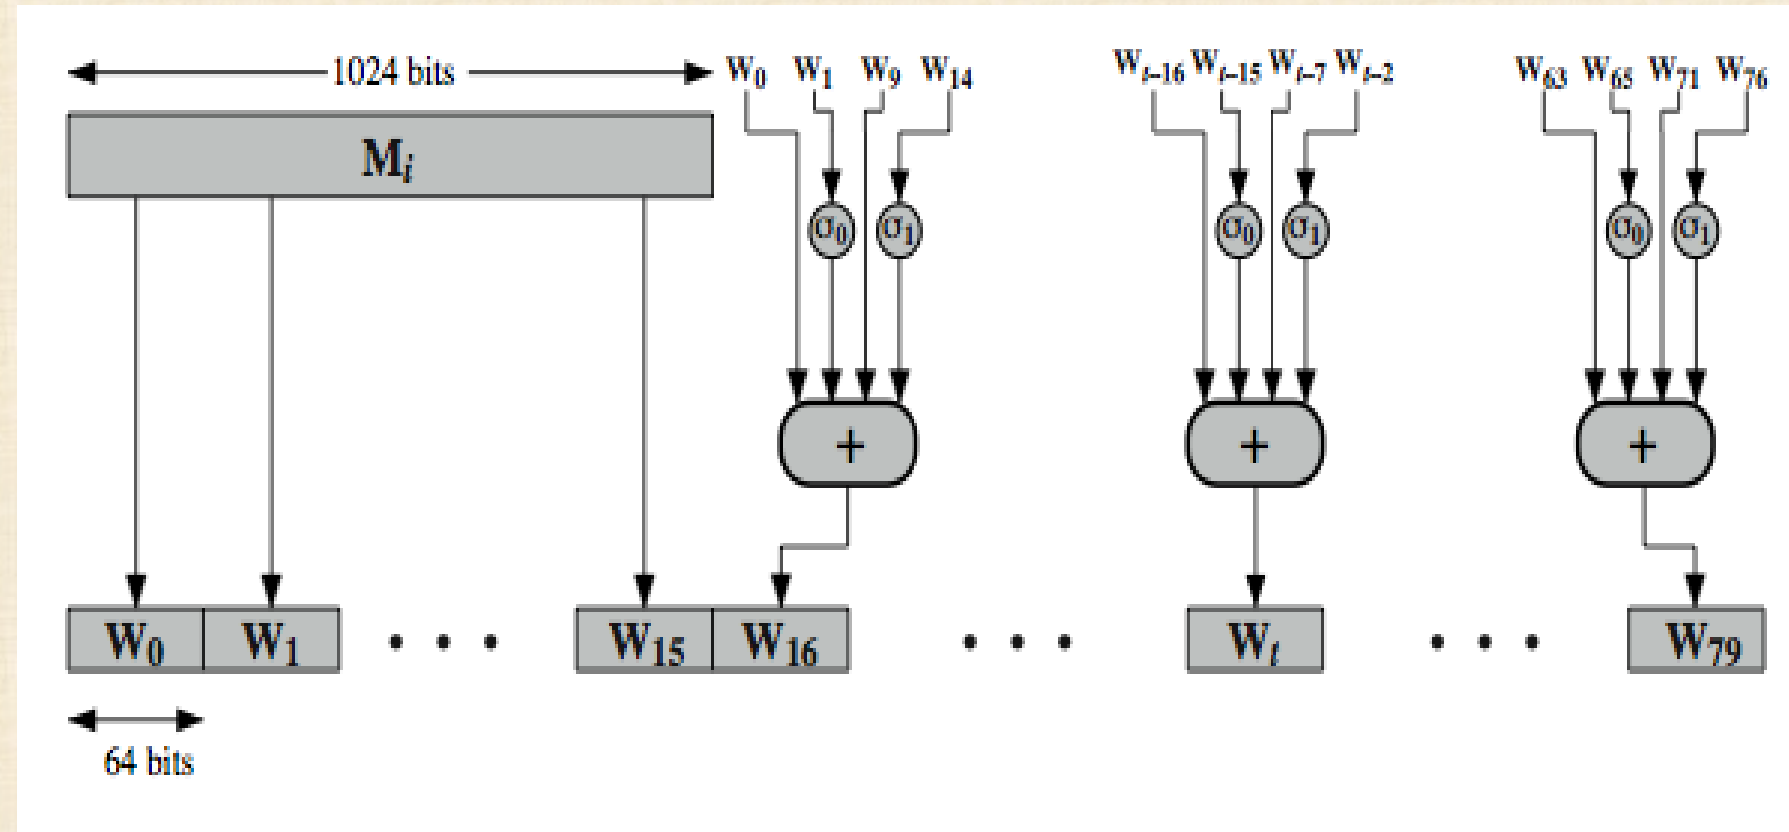 1024 bits
W0 W1 W9 W14
Wt–16 Wt–15 Wt–7 Wt–2
W63 W65 W71 W76
Mi
σ0 σ1
σ0 σ1
σ0 σ1
+
+
+
W0 W1 • • • W15 W16 • • • Wt • • • W79
64 bits